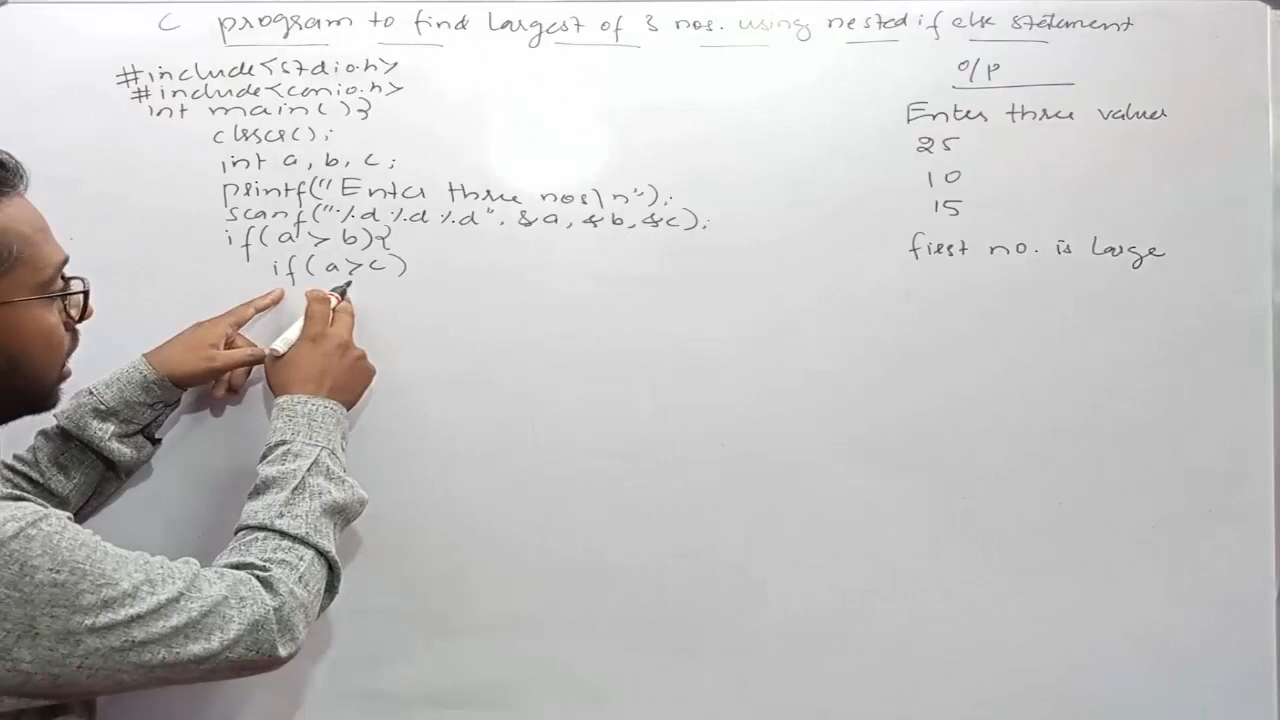 C program to find largest of 3 nos. using nested if else statement
#include<stdio.h>
#include<conio.h>
int main(){
clrscr();
int a, b, c;
printf("Enter three nos\n");
scanf("%d %d %d", &a, &b, &c);
if(a > b){
if(a>c)
O/P
Enter three values
25
10
15
first no. is large